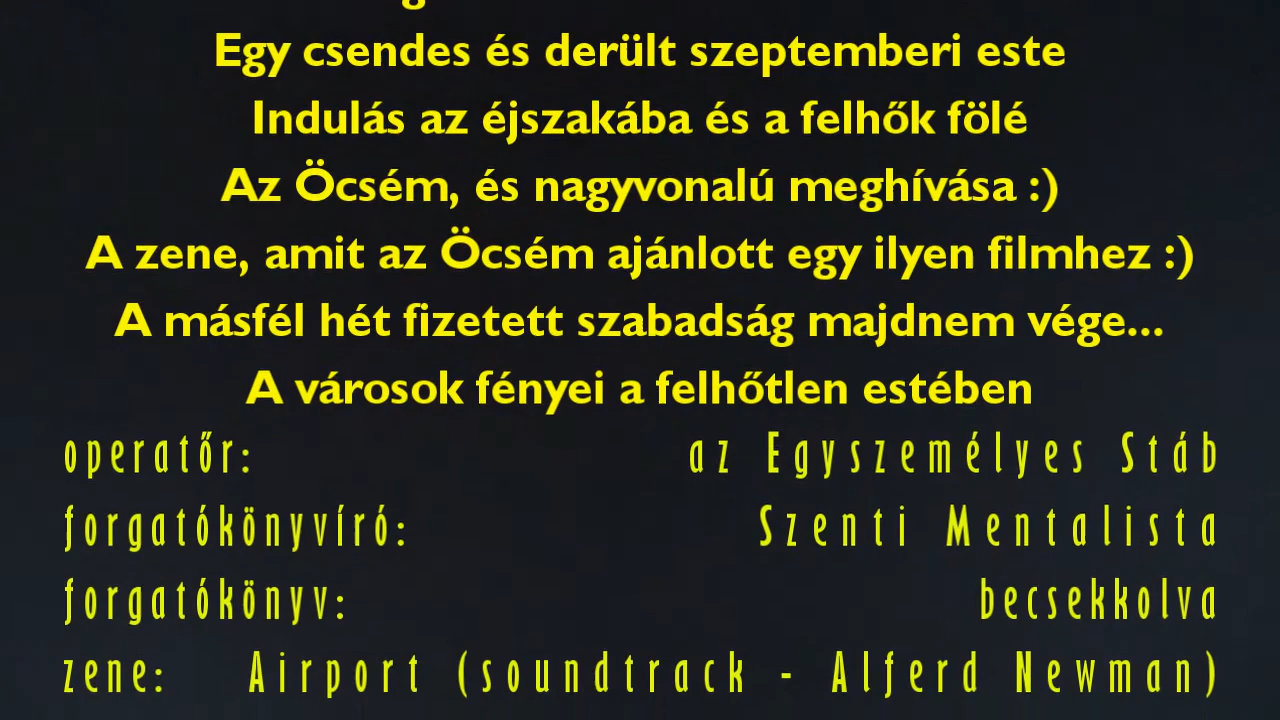 Egy csendes és derült szeptemberi este
Indulás az éjszakába és a felhők fölé
Az Öcsém, és nagyvonalú meghívása :)
A zene, amit az Öcsém ajánlott egy ilyen filmhez :)
A másfél hét fizetett szabadság majdnem vége...
A városok fényei a felhőtlen estében
operatőr: az Egyszemélyes Stáb
forgatókönyvíró: Szenti Mentalista
forgatókönyv: becsekkolva
zene: Airport (soundtrack - Alferd Newman)